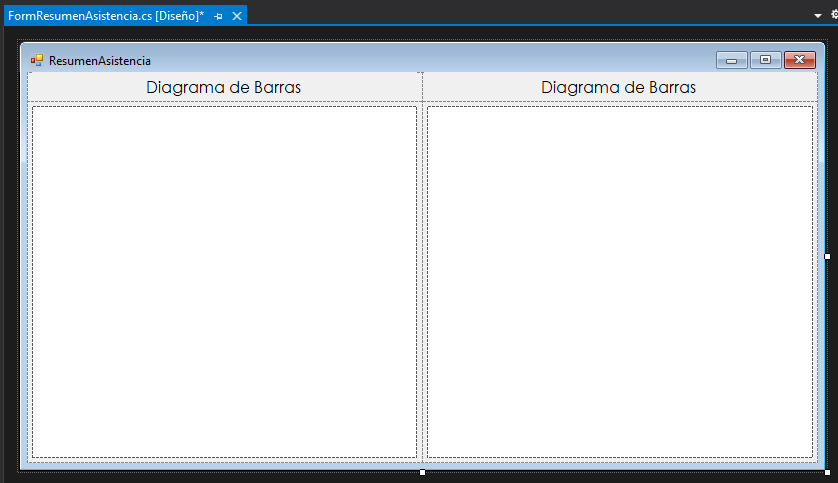 FormResumenAsistencia.cs [Diseño]*
ResumenAsistencia
Diagrama de Barras
Diagrama de Barras